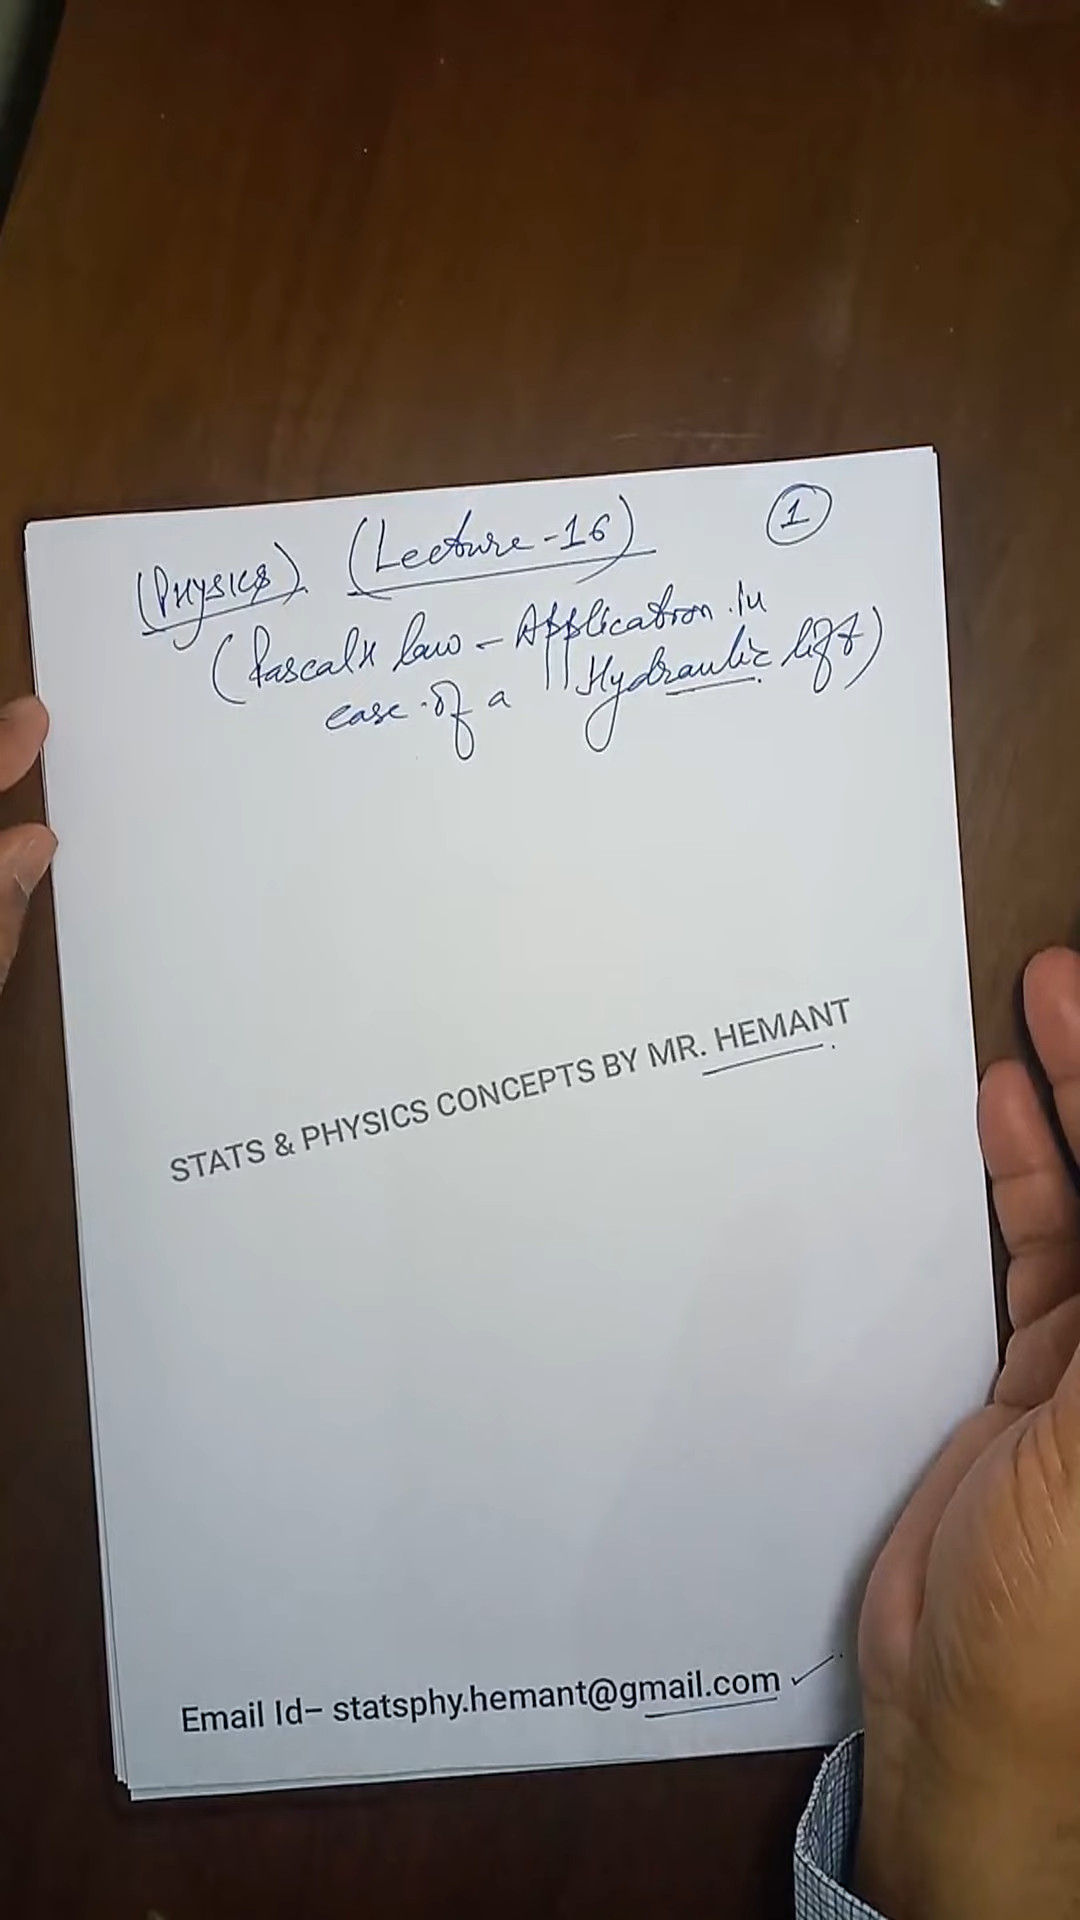 (Physics). (Lecture-16) 1
(Pascal's law - Application in
case of a Hydraulic lift)
STATS & PHYSICS CONCEPTS BY MR. HEMANT
Email Id– statsphy.hemant@gmail.com